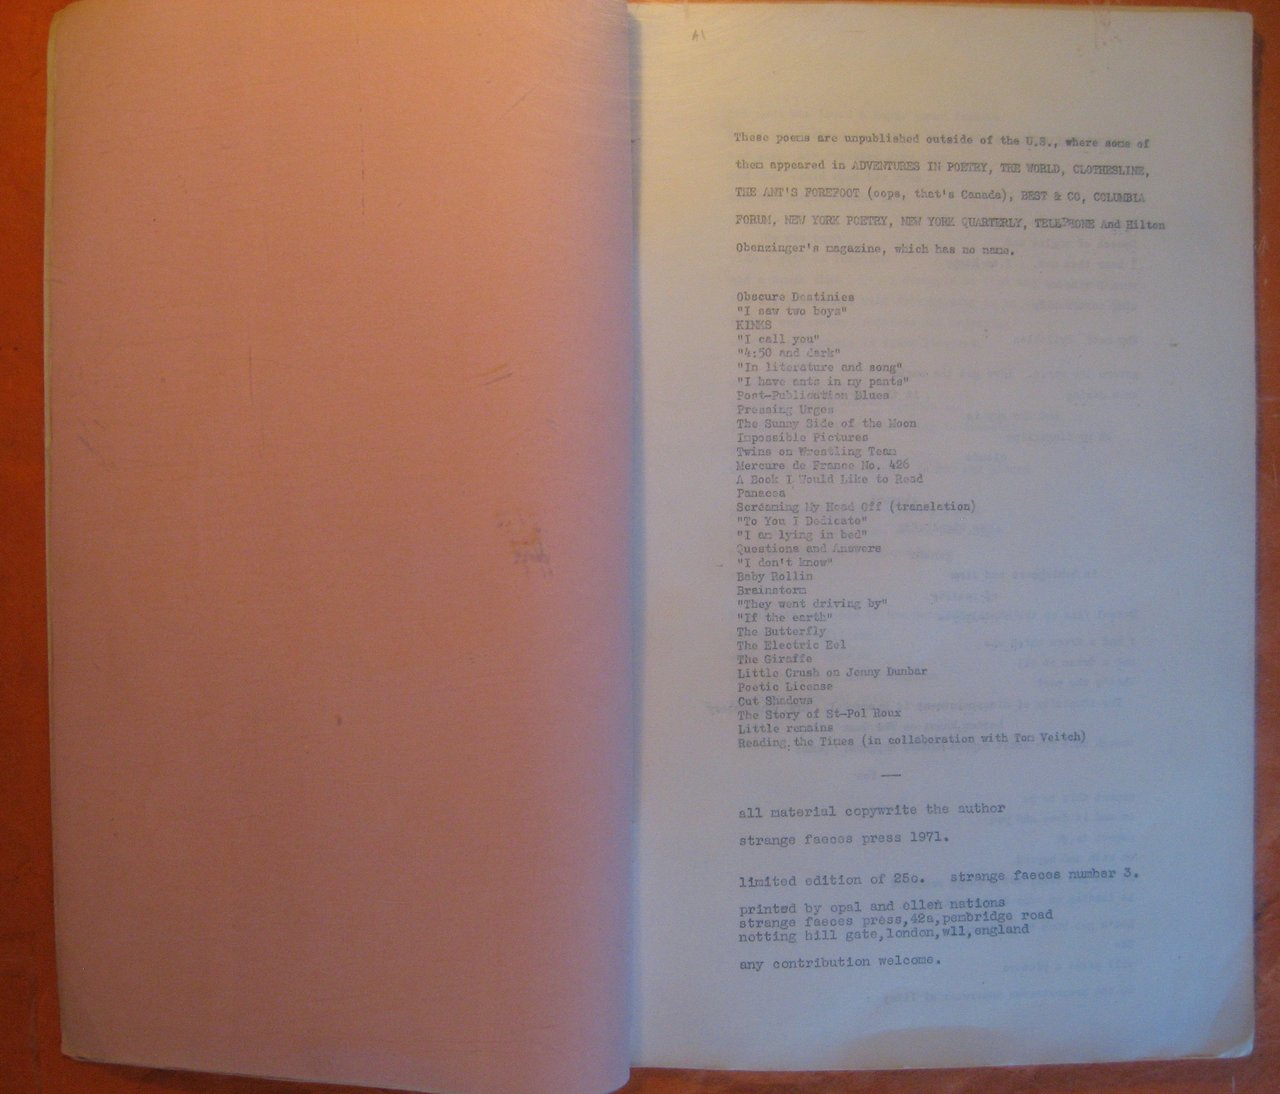 A1
These poems are unpublished outside of the U.S., where some of
them appeared in ADVENTURES IN POETRY, THE WORLD, CLOTHESLINE,
THE ANT'S FOREFOOT (oops, that's Canada), BEST & CO, COLUMBIA
FORUM, NEW YORK POETRY, NEW YORK QUARTERLY, TELEPHONE And Hilton
Obenzinger's magazine, which has no name.
Obscure Destinies
"I saw two boys"
KINKS
"I call you"
"4:50 and dark"
"In literature and song"
"I have ants in my pants"
Post-Publication Blues
Pressing Urges
The Sunny Side of the Moon
Impossible Pictures
Twins on Wrestling Team
Mercure de France No. 426
A Book I Would Like to Read
Panacea
Screaming My Head Off (translation)
"To You I Dedicate"
"I am lying in bed"
Questions and Answers
"I don't know"
Baby Rollin
Brainstorm
"They went driving by"
"If the earth"
The Butterfly
The Electric Eel
The Giraffe
Little Crush on Jenny Dunbar
Poetic License
Cut Shadows
The Story of St-Pol Roux
Little remains
Reading the Times (in collaboration with Tom Veitch)
—
all material copywrite the author
strange faeces press 1971.
limited edition of 25o. strange faeces number 3.
printed by opal and ellen nations
strange faeces press,42a,pembridge road
notting hill gate,london,w11,england
any contribution welcome.